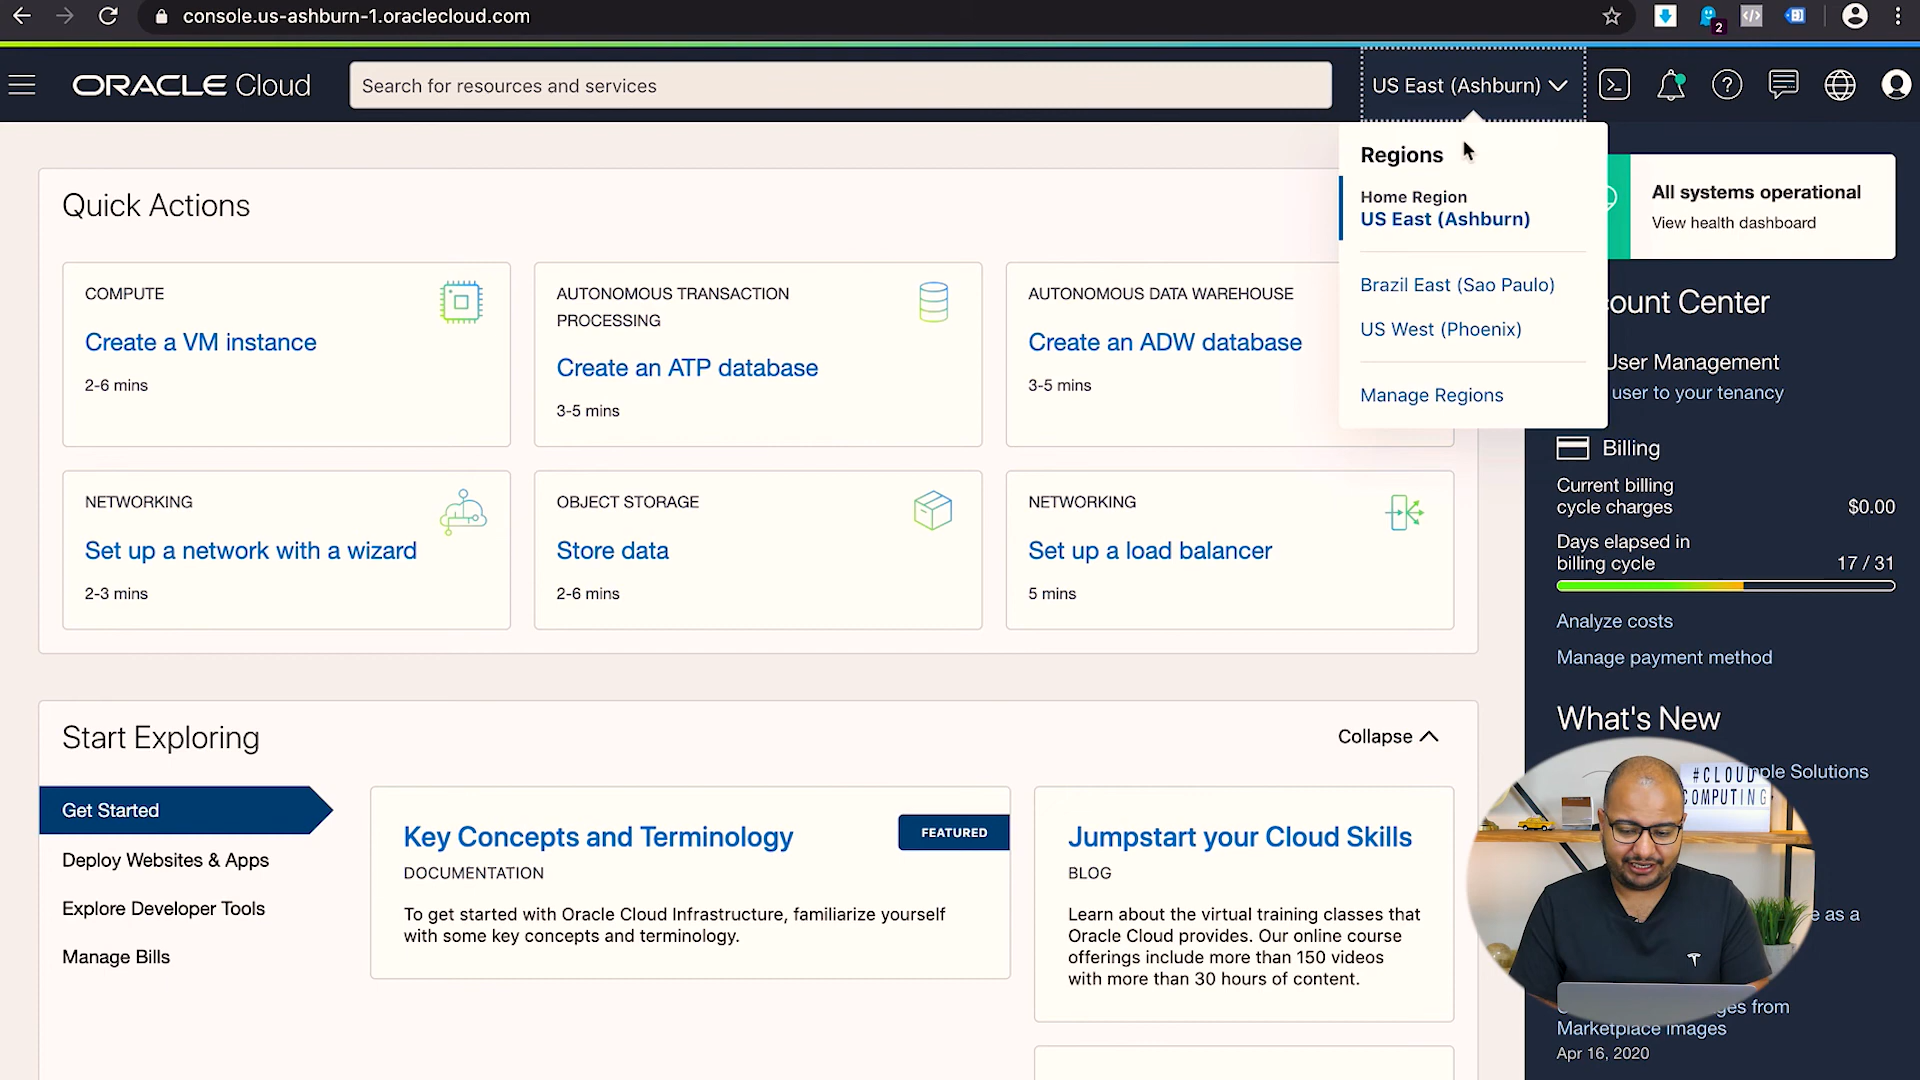 console.us-ashburn-1.oraclecloud.com
2
ORACLE Cloud
Search for resources and services
US East (Ashburn)
Regions
Home Region
US East (Ashburn)
Brazil East (Sao Paulo)
US West (Phoenix)
Manage Regions
All systems operational
View health dashboard
Quick Actions
COMPUTE
Create a VM instance
2-6 mins
AUTONOMOUS TRANSACTION
PROCESSING
Create an ATP database
3-5 mins
AUTONOMOUS DATA WAREHOUSE
Create an ADW database
3-5 mins
NETWORKING
Set up a network with a wizard
2-3 mins
OBJECT STORAGE
Store data
2-6 mins
NETWORKING
Set up a load balancer
5 mins
ount Center
User Management
user to your tenancy
Billing
Current billing
cycle charges
$0.00
Days elapsed in
billing cycle
17 / 31
Analyze costs
Manage payment method
What's New
ple Solutions
#CLOUD
COMPUTING
e as a
ges from
Marketplace images
Apr 16, 2020
Start Exploring
Collapse
Get Started
Deploy Websites & Apps
Explore Developer Tools
Manage Bills
Key Concepts and Terminology
FEATURED
DOCUMENTATION
To get started with Oracle Cloud Infrastructure, familiarize yourself
with some key concepts and terminology.
Jumpstart your Cloud Skills
BLOG
Learn about the virtual training classes that
Oracle Cloud provides. Our online course
offerings include more than 150 videos
with more than 30 hours of content.